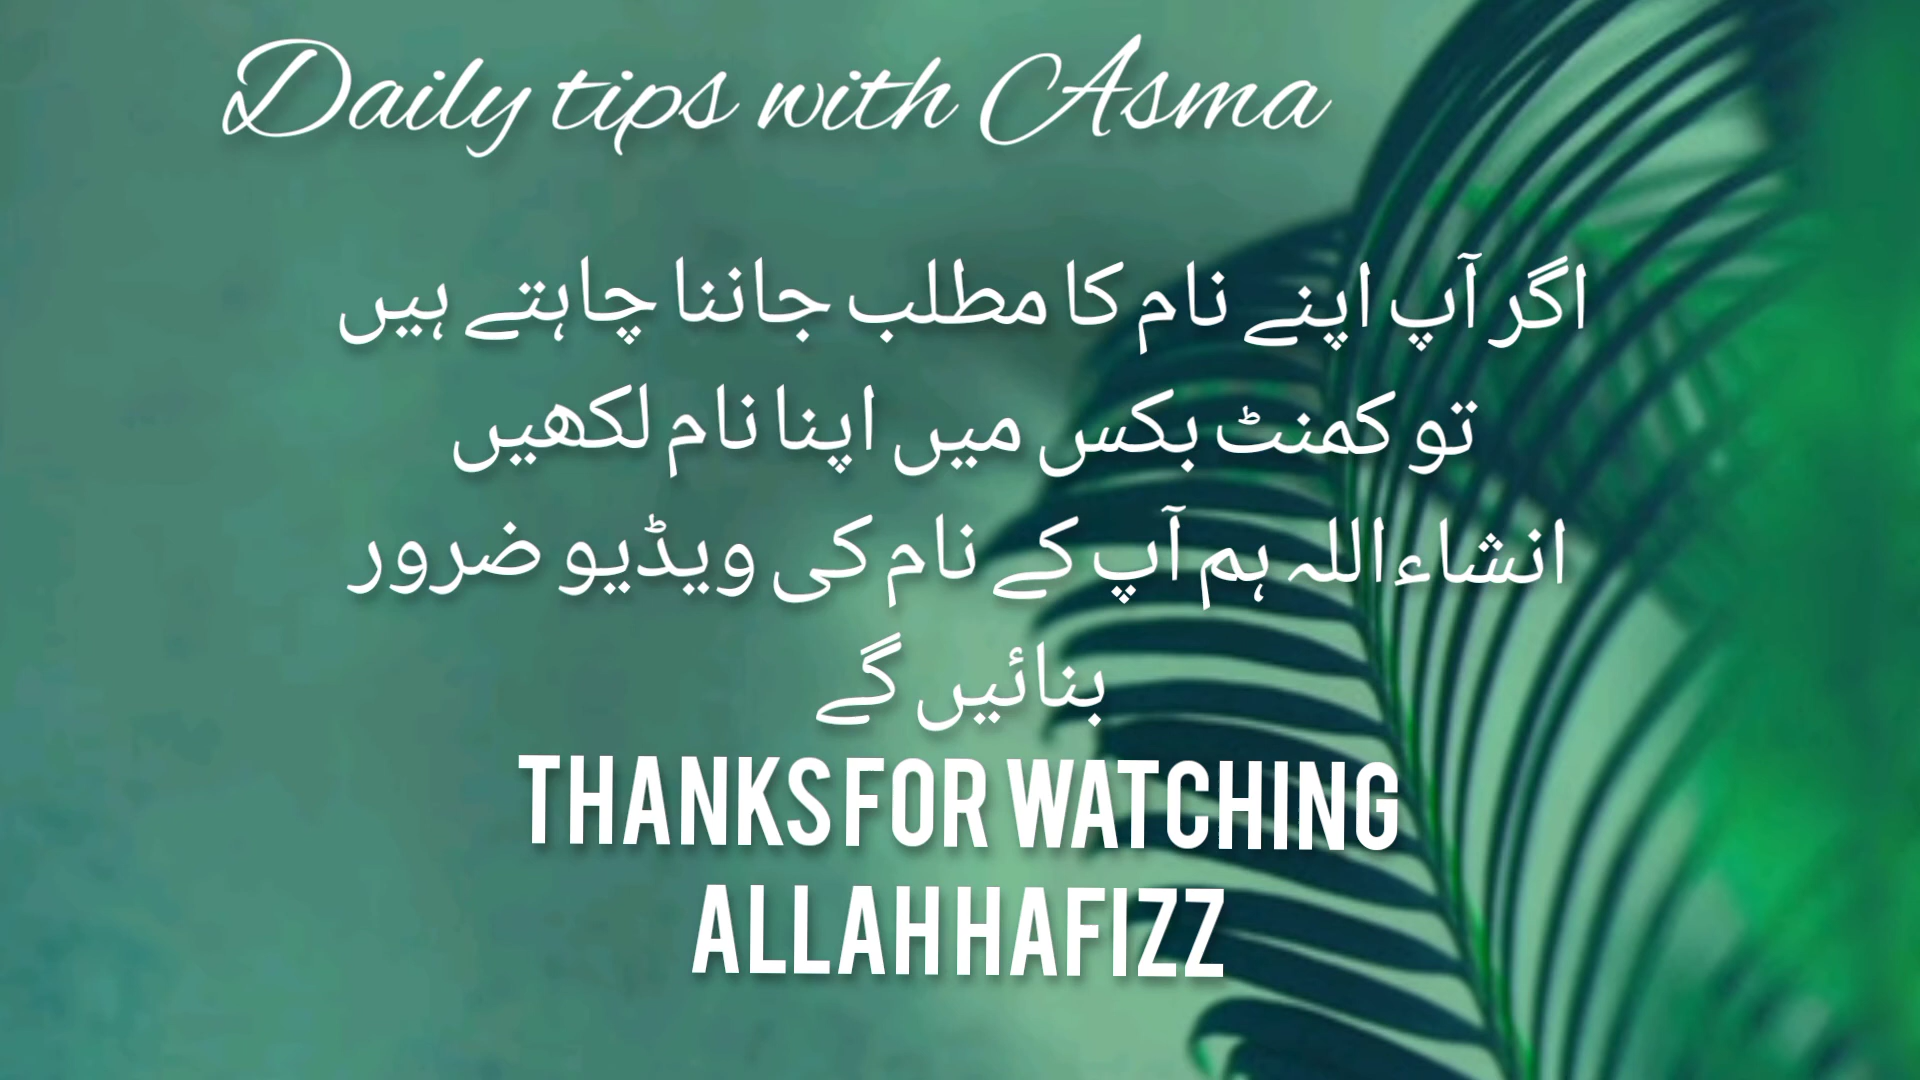 Daily tips with Asma
اگر آپ اپنے نام کا مطلب جاننا چاہتے ہیں
تو کمنٹ بکس میں اپنا نام لکھیں
انشاءاللہ ہم آپ کے نام کی ویڈیو ضرور
بنائیں گے
THANKS FOR WATCHING
ALLAH HAFIZZ